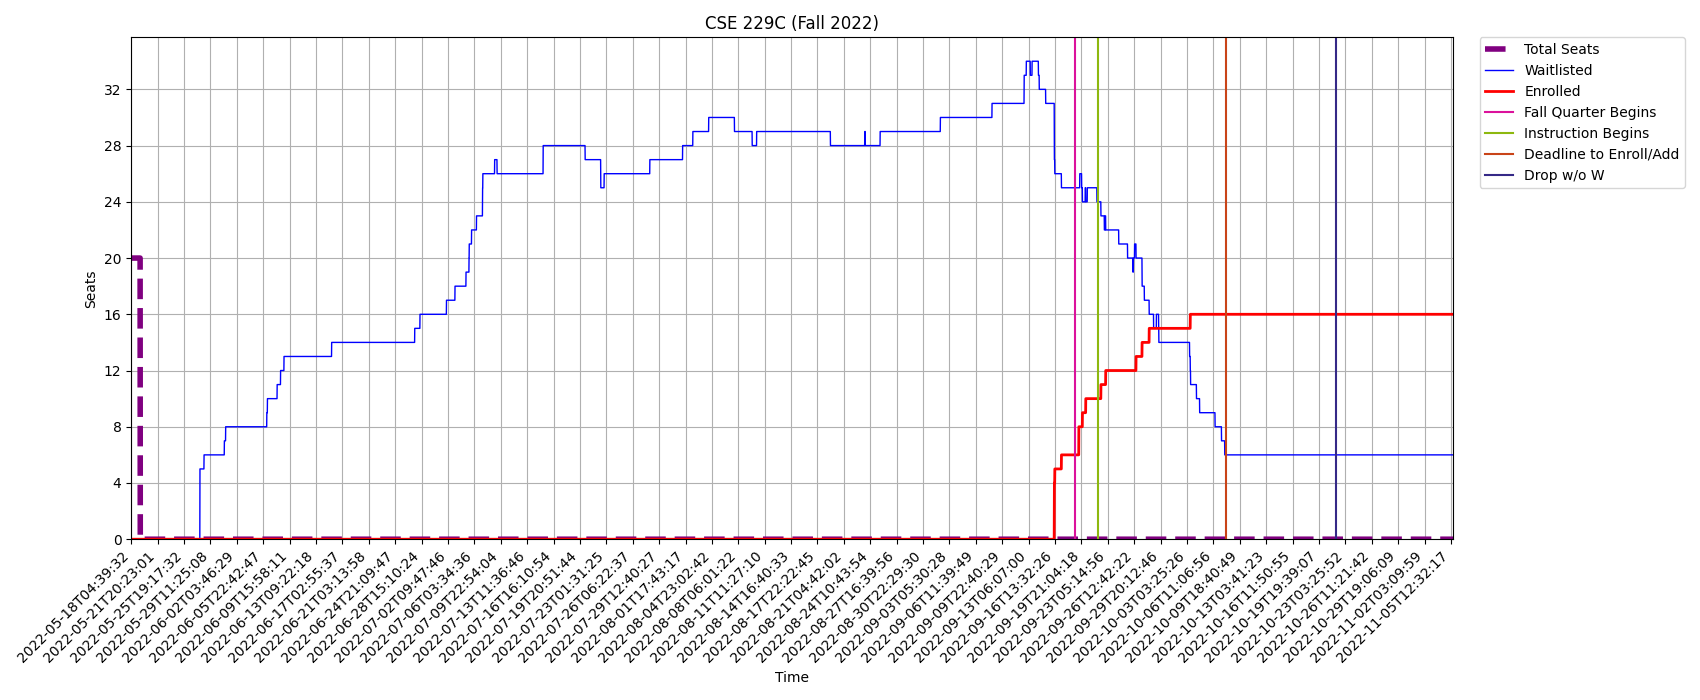 CSE 229C (Fall 2022)
Total Seats
Waitlisted
Enrolled
Fall Quarter Begins
Instruction Begins
Deadline to Enroll/Add
Drop w/o W
Seats
32
28
24
20
16
12
8
4
0
2022-05-18T04:39:32
2022-05-21T20:23:01
2022-05-25T19:17:32
2022-05-29T11:25:08
2022-06-02T03:46:29
2022-06-05T22:42:47
2022-06-09T15:58:11
2022-06-13T09:22:18
2022-06-17T02:55:37
2022-06-21T03:13:58
2022-06-24T21:09:47
2022-06-28T15:10:24
2022-07-02T09:47:46
2022-07-06T03:34:36
2022-07-09T22:54:04
2022-07-13T11:36:46
2022-07-16T16:10:54
2022-07-19T20:51:44
2022-07-23T01:31:25
2022-07-26T06:22:37
2022-07-29T12:40:27
2022-08-01T17:43:17
2022-08-04T23:02:42
2022-08-08T06:01:22
2022-08-11T11:27:10
2022-08-14T16:40:33
2022-08-17T22:22:45
2022-08-21T04:42:02
2022-08-24T10:43:54
2022-08-27T16:39:56
2022-08-30T22:29:30
2022-09-03T05:30:28
2022-09-06T11:39:49
2022-09-09T22:40:29
2022-09-13T06:07:00
2022-09-16T13:32:26
2022-09-19T21:04:18
2022-09-23T05:14:56
2022-09-26T12:42:22
2022-09-29T20:12:46
2022-10-03T03:25:26
2022-10-06T11:06:56
2022-10-09T18:40:49
2022-10-13T03:41:23
2022-10-16T11:50:55
2022-10-19T19:39:07
2022-10-23T03:25:52
2022-10-26T11:21:42
2022-10-29T19:06:09
2022-11-02T03:09:59
2022-11-05T12:32:17
Time